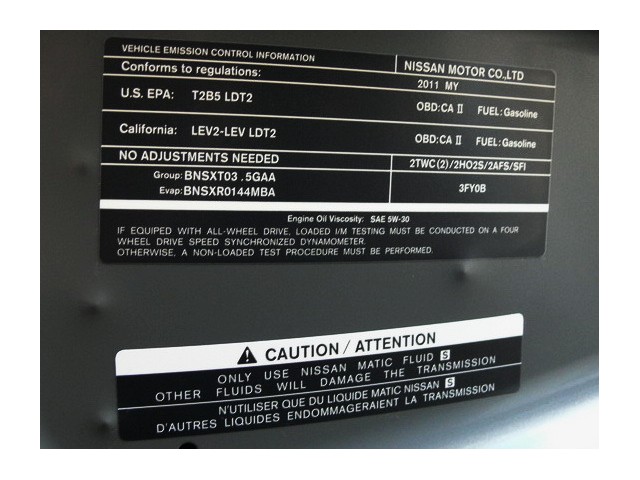 VEHICLE EMISSION CONTROL INFORMATION
NISSAN MOTOR CO.,LTD
Conforms to regulations:
2011 MY
U.S. EPA: T2B5 LDT2
OBD:CA II FUEL:Gasoline
California: LEV2-LEV LDT2
OBD:CA II FUEL:Gasoline
NO ADJUSTMENTS NEEDED
2TWC(2)/2HO2S/2AFS/SFI
Group:BNSXT03.5GAA
Evap:BNSXR0144MBA
3FY0B
Engine Oil Viscosity: SAE 5W-30
IF EQUIPPED WITH ALL-WHEEL DRIVE, LOADED I/M TESTING MUST BE CONDUCTED ON A FOUR
WHEEL DRIVE SPEED SYNCHRONIZED DYNAMOMETER.
OTHERWISE, A NON-LOADED TEST PROCEDURE MUST BE PERFORMED.
CAUTION / ATTENTION
ONLY USE NISSAN MATIC FLUID S
OTHER FLUIDS WILL DAMAGE THE TRANSMISSION
N'UTILISER QUE DU LIQUIDE MATIC NISSAN S
D'AUTRES LIQUIDES ENDOMMAGERAIENT LA TRANSMISSION